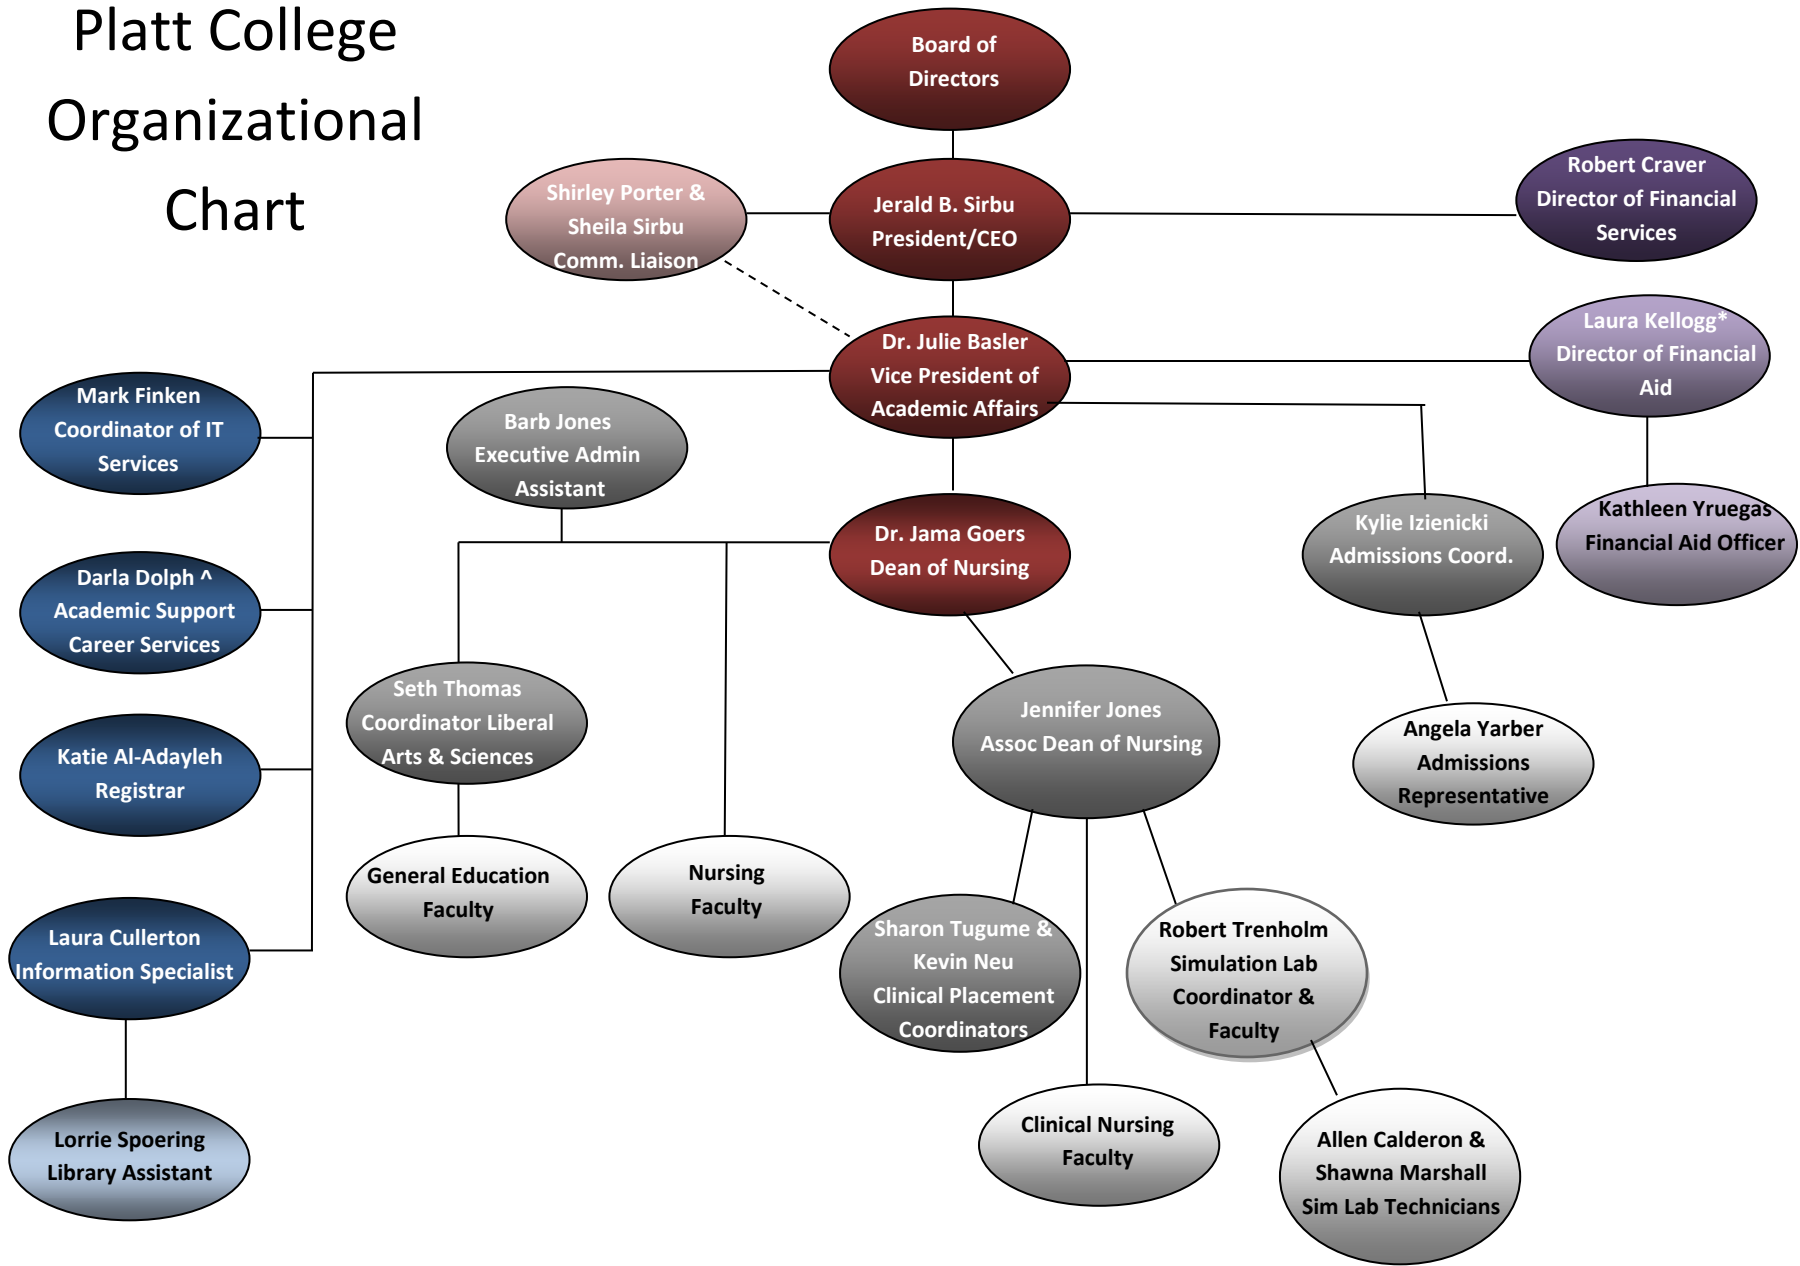 Platt College
Organizational
Chart
Board of
Directors
Shirley Porter &
Sheila Sirbu
Comm. Liaison
Jerald B. Sirbu
President/CEO
Robert Craver
Director of Financial
Services
Dr. Julie Basler
Vice President of
Academic Affairs
Laura Kellogg*
Director of Financial
Aid
Mark Finken
Coordinator of IT
Services
Barb Jones
Executive Admin
Assistant
Dr. Jama Goers
Dean of Nursing
Kylie Izienicki
Admissions Coord.
Kathleen Yruegas
Financial Aid Officer
Darla Dolph ^
Academic Support
Career Services
Seth Thomas
Coordinator Liberal
Arts & Sciences
Jennifer Jones
Assoc Dean of Nursing
Angela Yarber
Admissions
Representative
Katie Al-Adayleh
Registrar
General Education
Faculty
Nursing
Faculty
Laura Cullerton
Information Specialist
Sharon Tugume &
Kevin Neu
Clinical Placement
Coordinators
Robert Trenholm
Simulation Lab
Coordinator &
Faculty
Lorrie Spoering
Library Assistant
Clinical Nursing
Faculty
Allen Calderon &
Shawna Marshall
Sim Lab Technicians